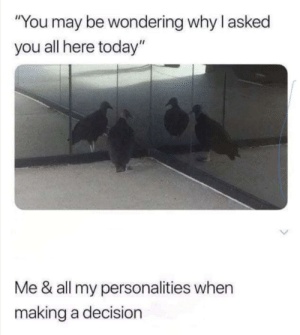 "You may be wondering why I asked
you all here today"
Me & all my personalities when
making a decision